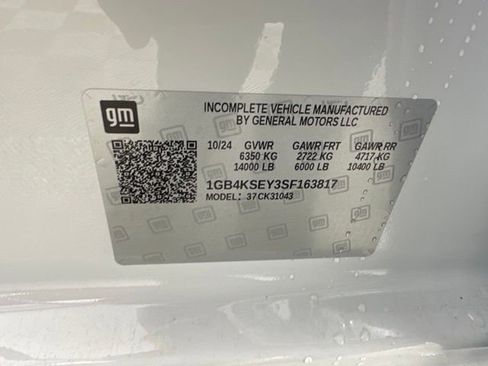 gm
INCOMPLETE VEHICLE MANUFACTURED
BY GENERAL MOTORS LLC
10/24 GVWR GAWR FRT GAWR RR
6350 KG 2722 KG 4717 KG
14000 LB 6000 LB 10400 LB
1GB4KSEY3SF163817
MODEL: 37CK31043